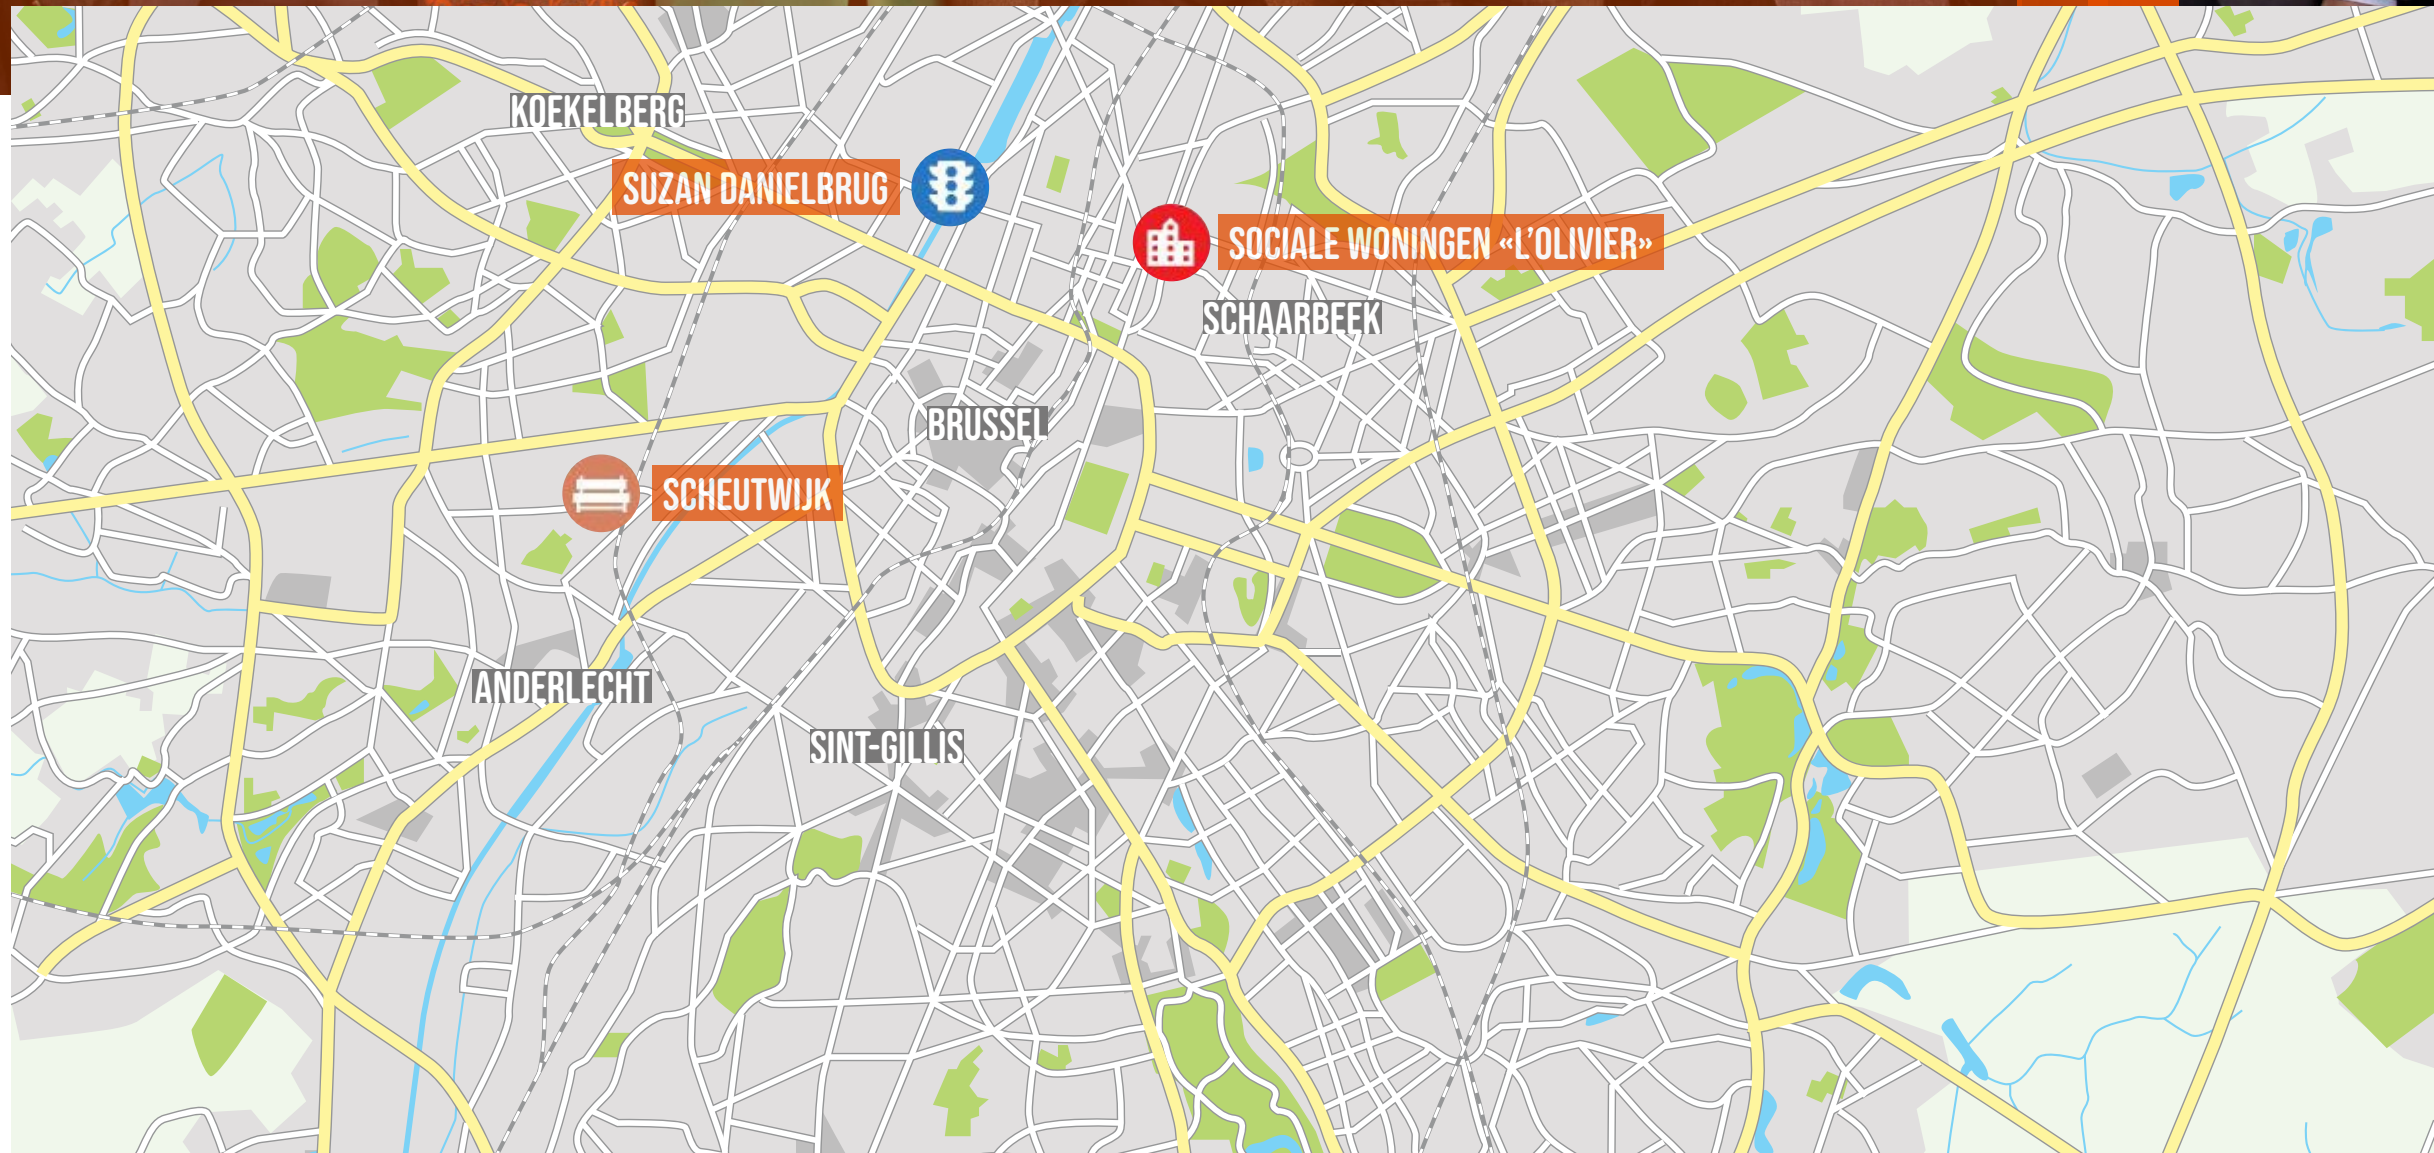 KOEKELBERG
SUZAN DANIELBRUG
SOCIALE WONINGEN «L'OLIVIER»
SCHAARBEEK
BRUSSEL
SCHEUTWIJK
ANDERLECHT
SINT-GILLIS